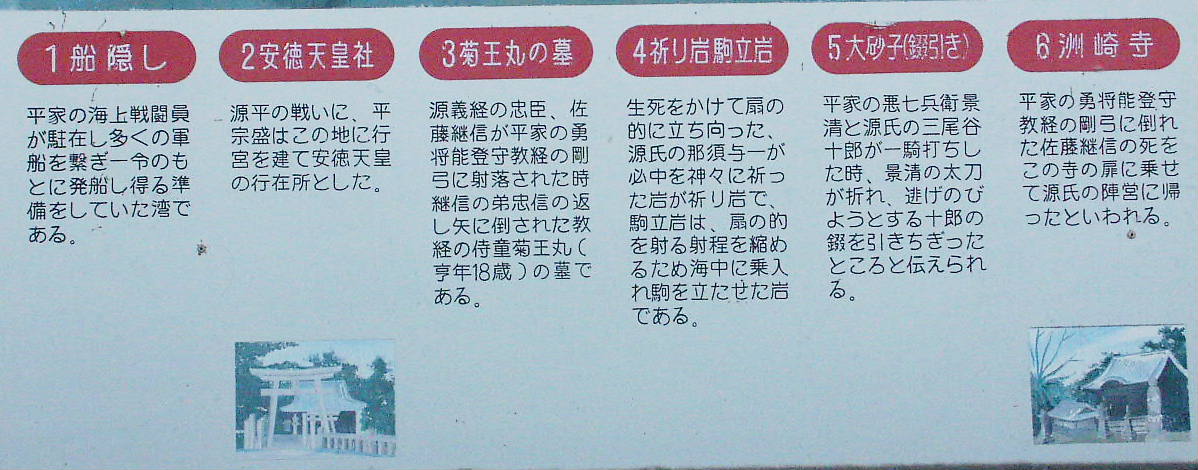 1船隠し
平家の海上戦闘員
が駐在し多くの軍
船を繋ぎ一令のも
とに発船し得る準
備をしていた湾で
ある。
2安徳天皇社
源平の戦いに、平
宗盛はこの地に行
宮を建て安徳天皇
の行在所とした。
3菊王丸の墓
源義経の忠臣、佐
藤継信が平家の勇
将能登守教経の剛
弓に射落された時
継信の弟忠信の返
し矢に倒された教
経の侍童菊王丸(
亨年18歳)の墓で
ある。
4祈り岩駒立岩
生死をかけて扇の
的に立ち向った、
源氏の那須与一が
必中を神々に祈っ
た岩が祈り岩で、
駒立岩は、扇の的
を射る射程を縮め
るため海中に乗入
れ駒を立たせた岩
である。
5大砂子(錣引き)
平家の悪七兵衛景
清と源氏の三尾谷
十郎が一騎打ちし
た時、景清の太刀
が折れ、逃げのび
ようとする十郎の
錣を引きちぎった
ところと伝えられ
る。
6洲崎寺
平家の勇将能登守
教経の剛弓に倒れ
た佐藤継信の死を
この寺の扉に乗せ
て源氏の陣営に帰
ったといわれる。